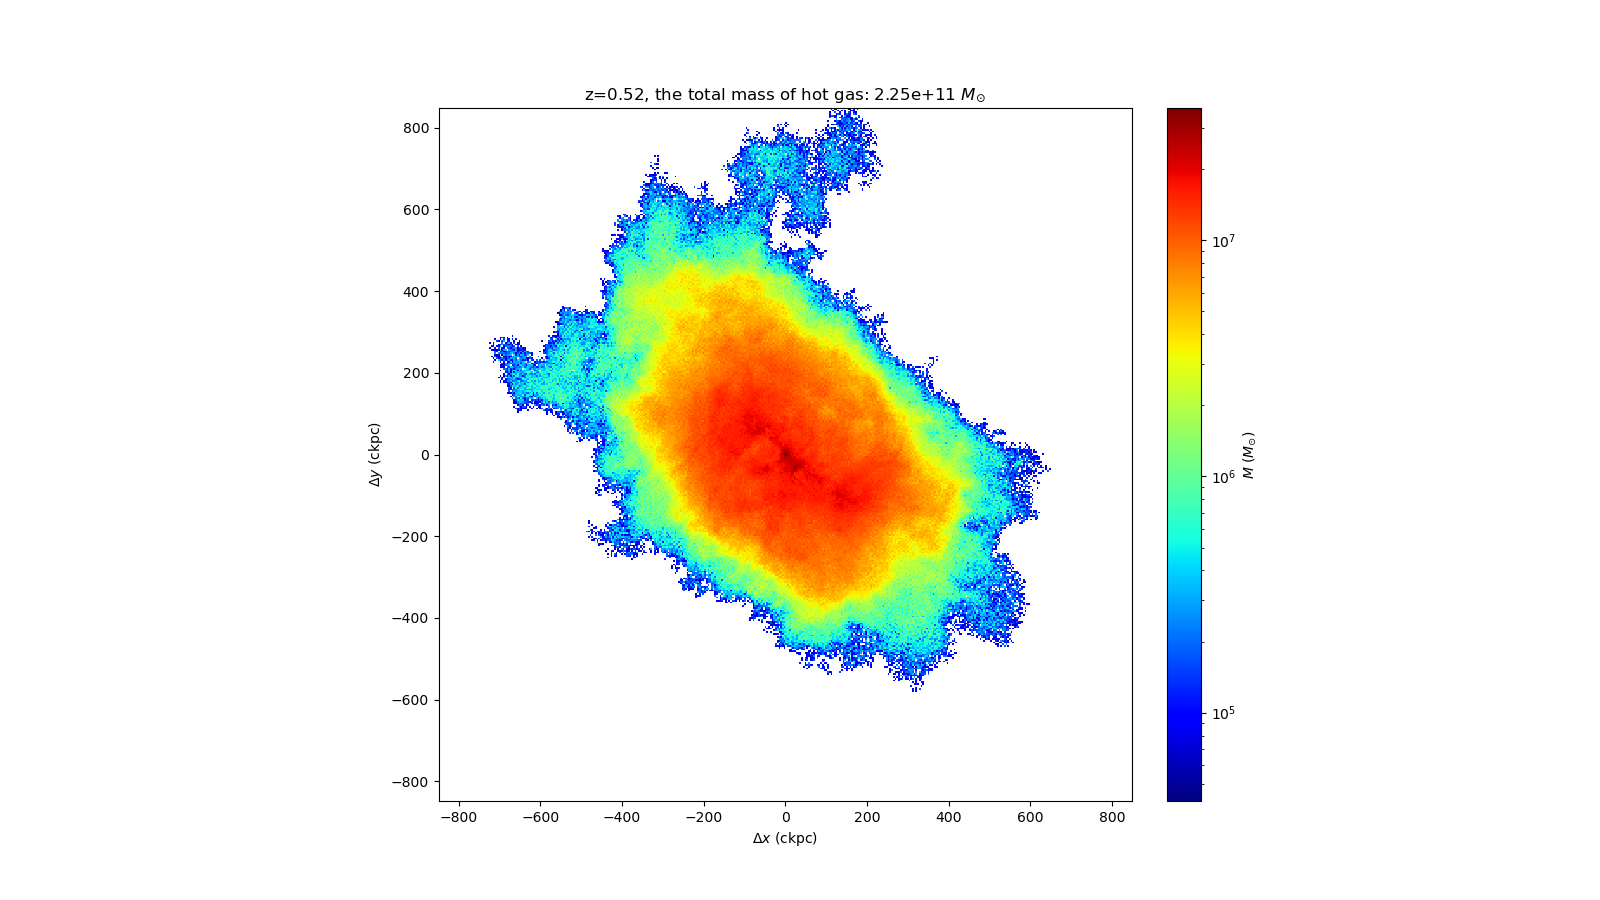 z=0.52, the total mass of hot gas: 2.25e+11 M⊙
800
600
400
200
0
−200
−400
−600
−800
Δy (ckpc)
−800 −600 −400 −200 0 200 400 600 800
Δx (ckpc)
10⁷
10⁶
10⁵
M (M⊙)